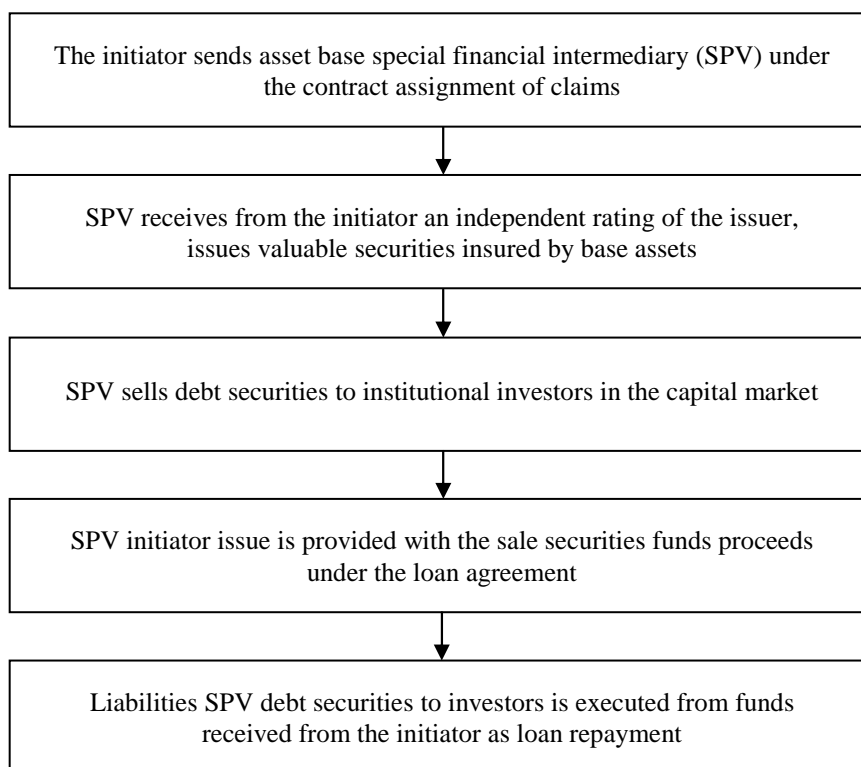 The initiator sends asset base special financial intermediary (SPV) under
the contract assignment of claims
SPV receives from the initiator an independent rating of the issuer,
issues valuable securities insured by base assets
SPV sells debt securities to institutional investors in the capital market
SPV initiator issue is provided with the sale securities funds proceeds
under the loan agreement
Liabilities SPV debt securities to investors is executed from funds
received from the initiator as loan repayment